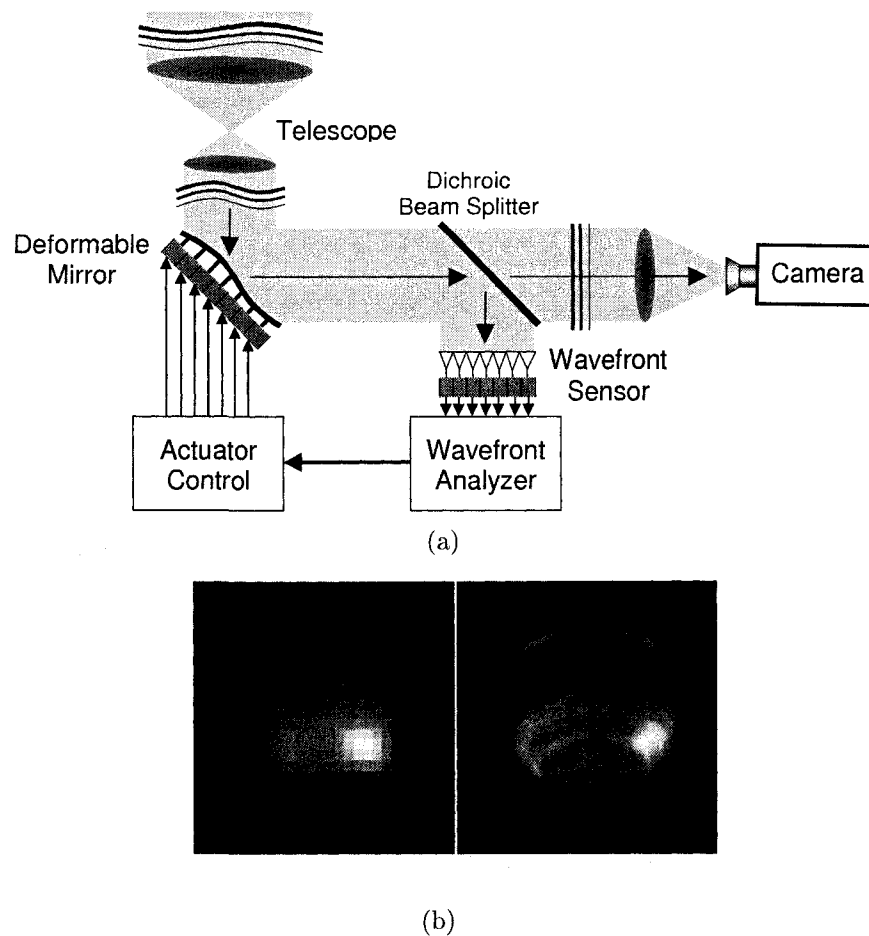 Telescope
Dichroic
Beam Splitter
Deformable
Mirror
Camera
Wavefront
Sensor
Actuator
Control
Wavefront
Analyzer
(a)
(b)